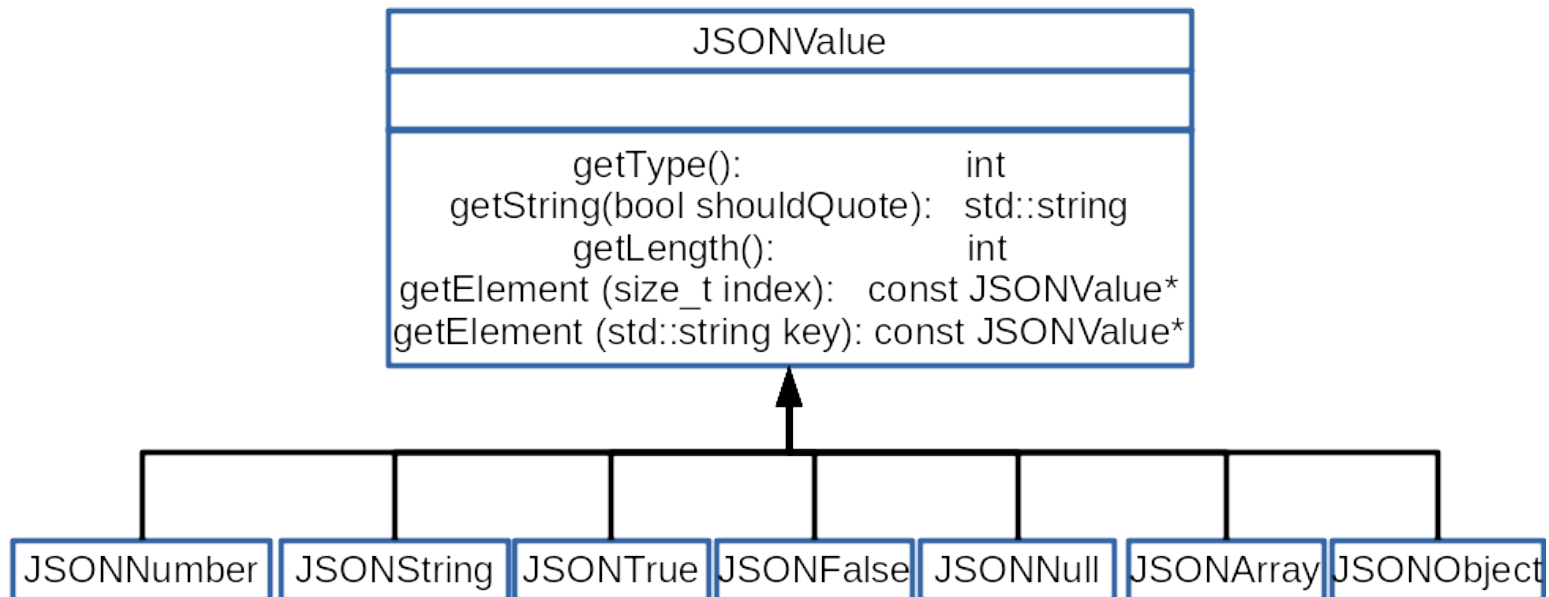 JSONValue
getType(): int
getString(bool shouldQuote): std::string
getLength(): int
getElement (size_t index): const JSONValue*
getElement (std::string key): const JSONValue*
JSONNumber JSONString JSONTrue JSONFalse JSONNull JSONArray JSONObject